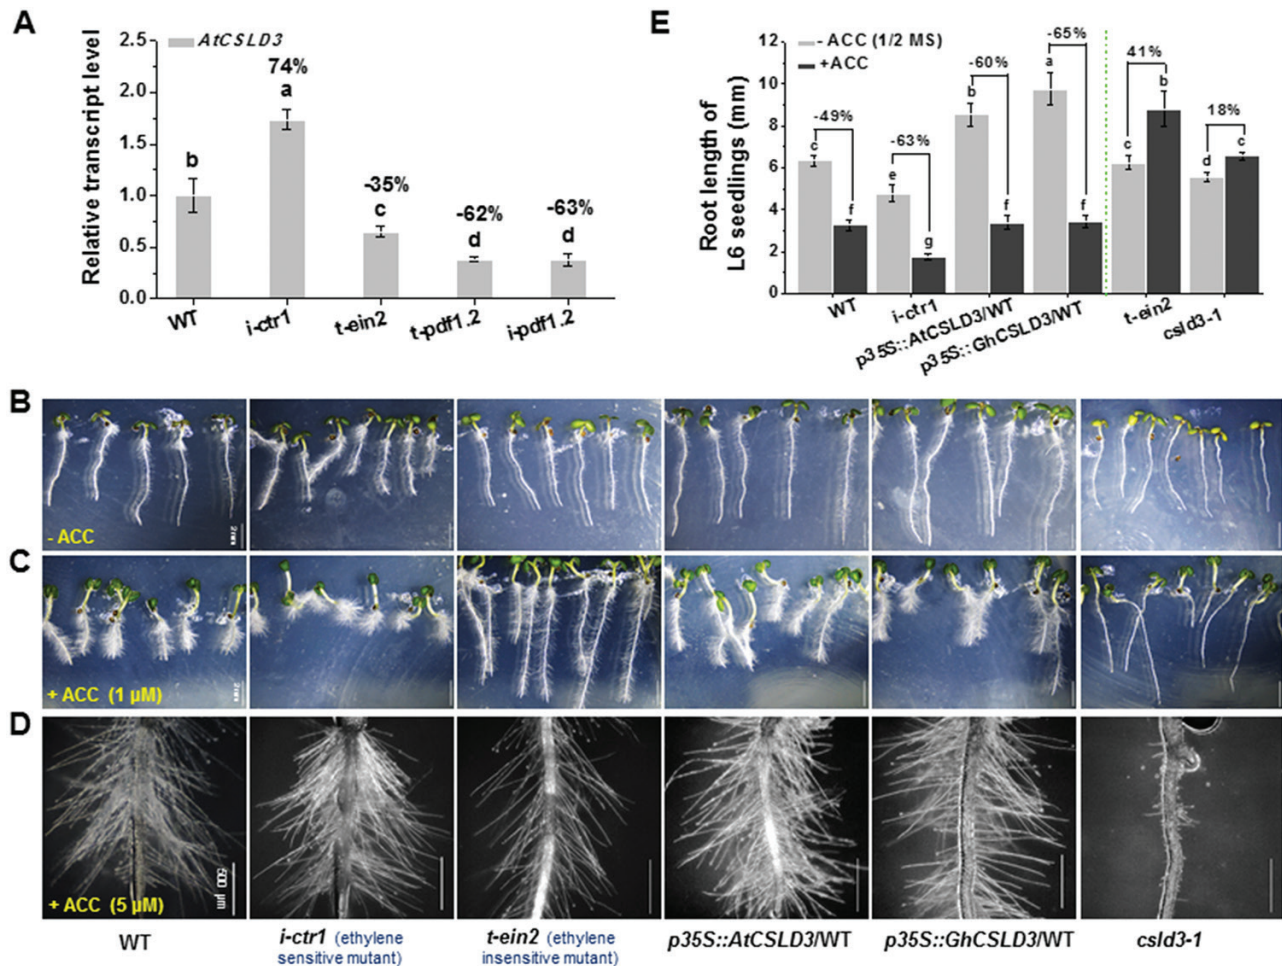 A
AtCSLD3
Relative transcript level
2.5
2.0
1.5
1.0
0.5
0.0
b
74%
a
-35%
c
-62%
d
-63%
d
WT
i-ctr1
t-ein2
t-pdf1.2
i-pdf1.2
E
- ACC (1/2 MS)
+ACC
Root length of
L6 seedlings (mm)
12
10
8
6
4
2
0
-49%
c
f
-63%
e
g
-60%
b
f
-65%
a
f
41%
c
b
18%
d
c
WT
i-ctr1
p35S::AtCSLD3/WT
p35S::GhCSLD3/WT
t-ein2
csld3-1
B
- ACC
C
+ ACC (1 µM)
D
+ ACC (5 µM)
500 µm
WT
i-ctr1 (ethylene
sensitive mutant)
t-ein2 (ethylene
insensitive mutant)
p35S::AtCSLD3/WT
p35S::GhCSLD3/WT
csld3-1